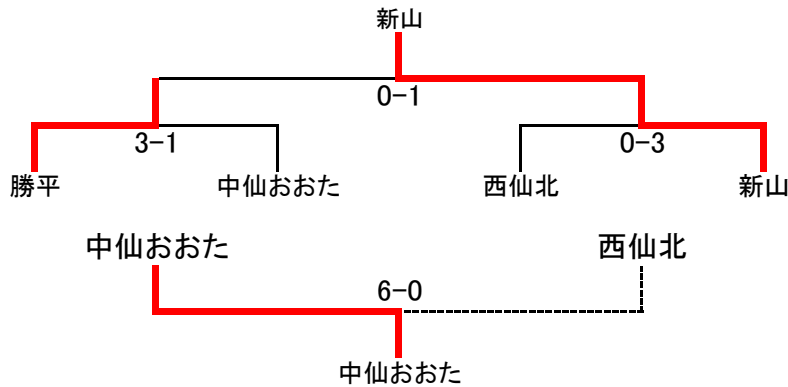 新山
0-1
3-1
0-3
勝平
中仙おおた
西仙北
新山
中仙おおた
西仙北
6-0
中仙おおた